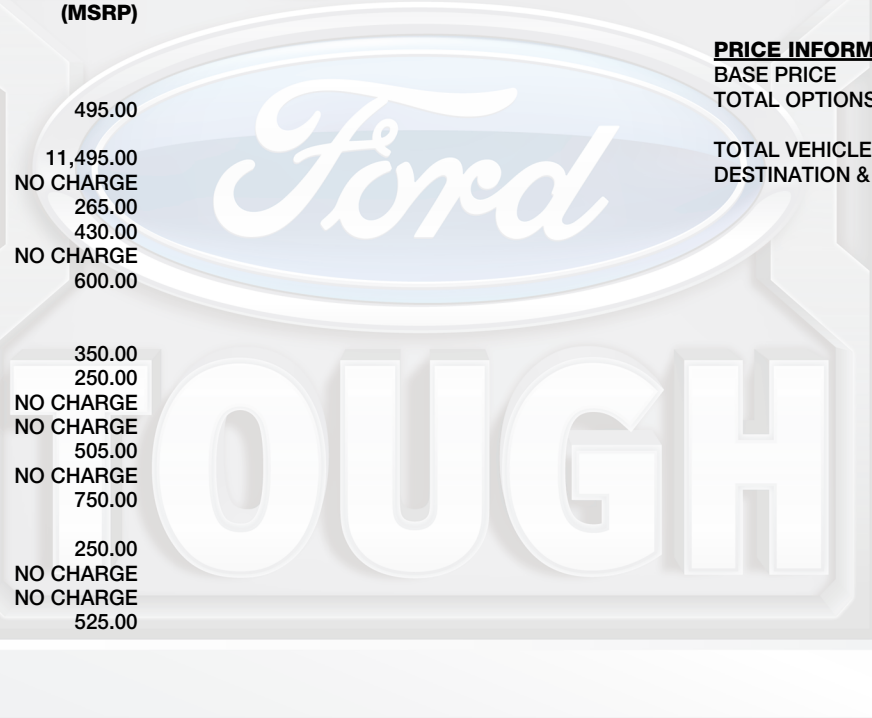 (MSRP)
495.00
11,495.00
NO CHARGE
265.00
430.00
NO CHARGE
600.00
350.00
250.00
NO CHARGE
NO CHARGE
505.00
NO CHARGE
750.00
250.00
NO CHARGE
NO CHARGE
525.00
PRICE INFORM
BASE PRICE
TOTAL OPTIONS
TOTAL VEHICLE
DESTINATION &
Ford
TOUGH